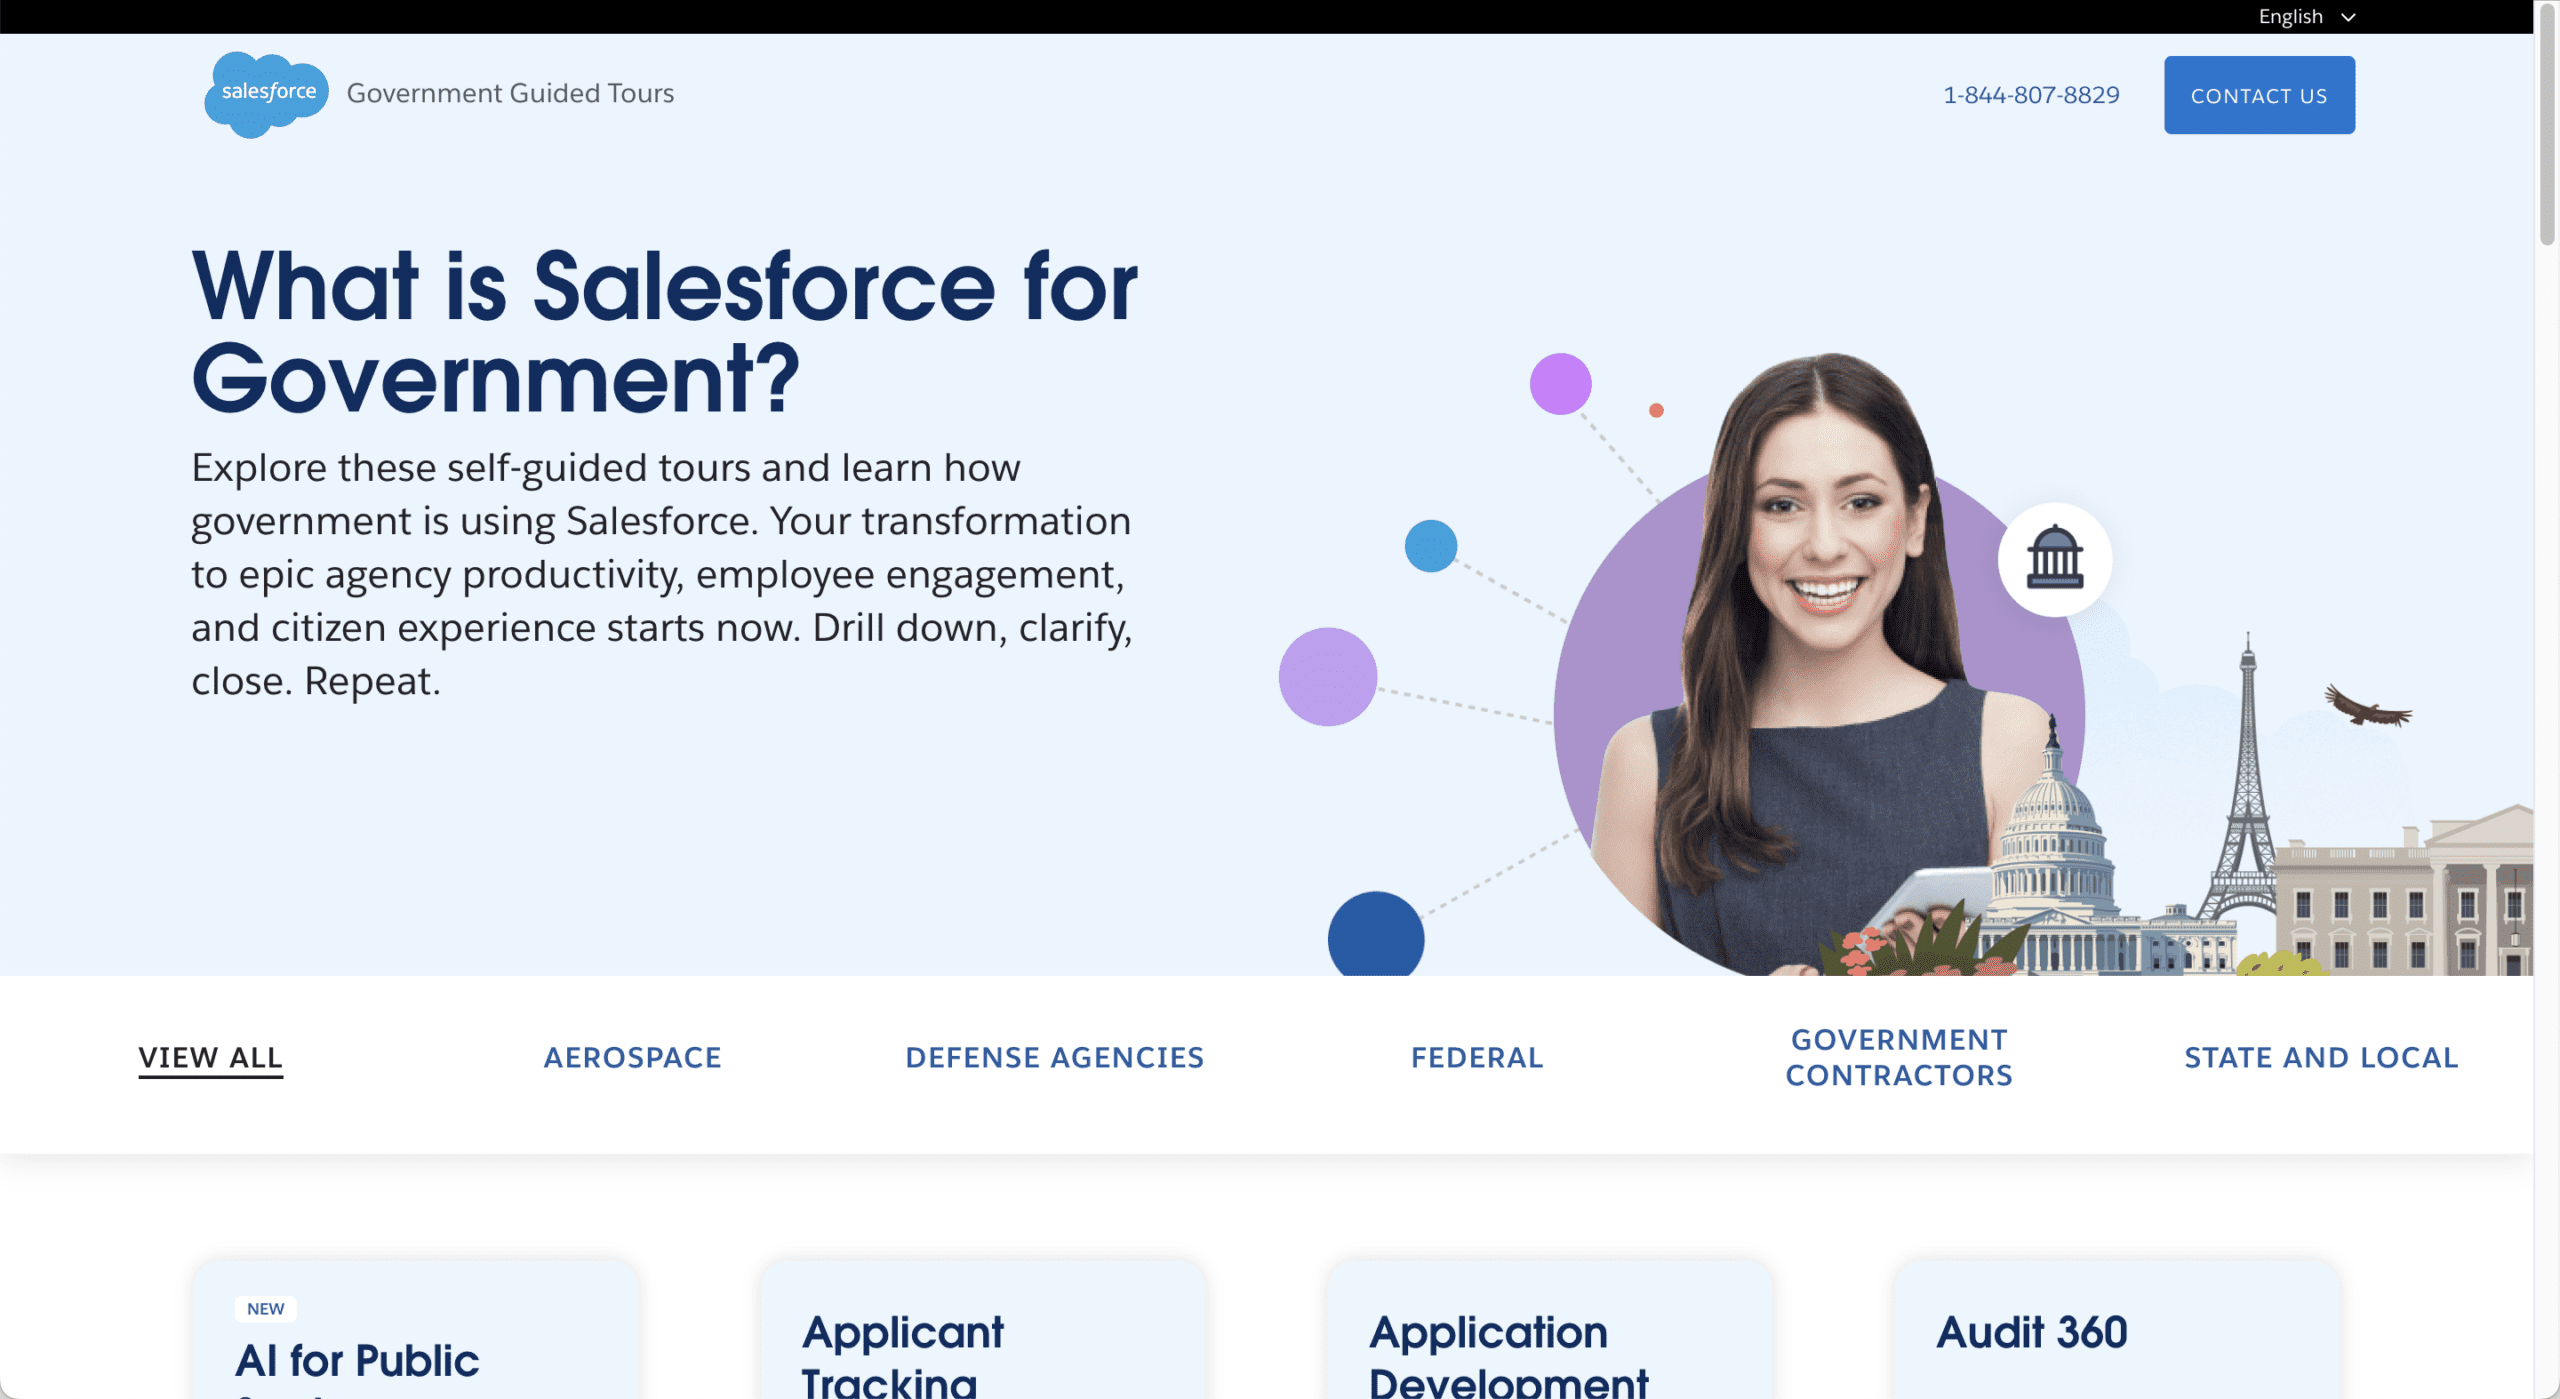 English
salesforce
Government Guided Tours
1-844-807-8829
CONTACT US
What is Salesforce for
Government?
Explore these self-guided tours and learn how
government is using Salesforce. Your transformation
to epic agency productivity, employee engagement,
and citizen experience starts now. Drill down, clarify,
close. Repeat.
VIEW ALL
AEROSPACE
DEFENSE AGENCIES
FEDERAL
GOVERNMENT
CONTRACTORS
STATE AND LOCAL
NEW
AI for Public
Applicant
Tracking
Application
Development
Audit 360